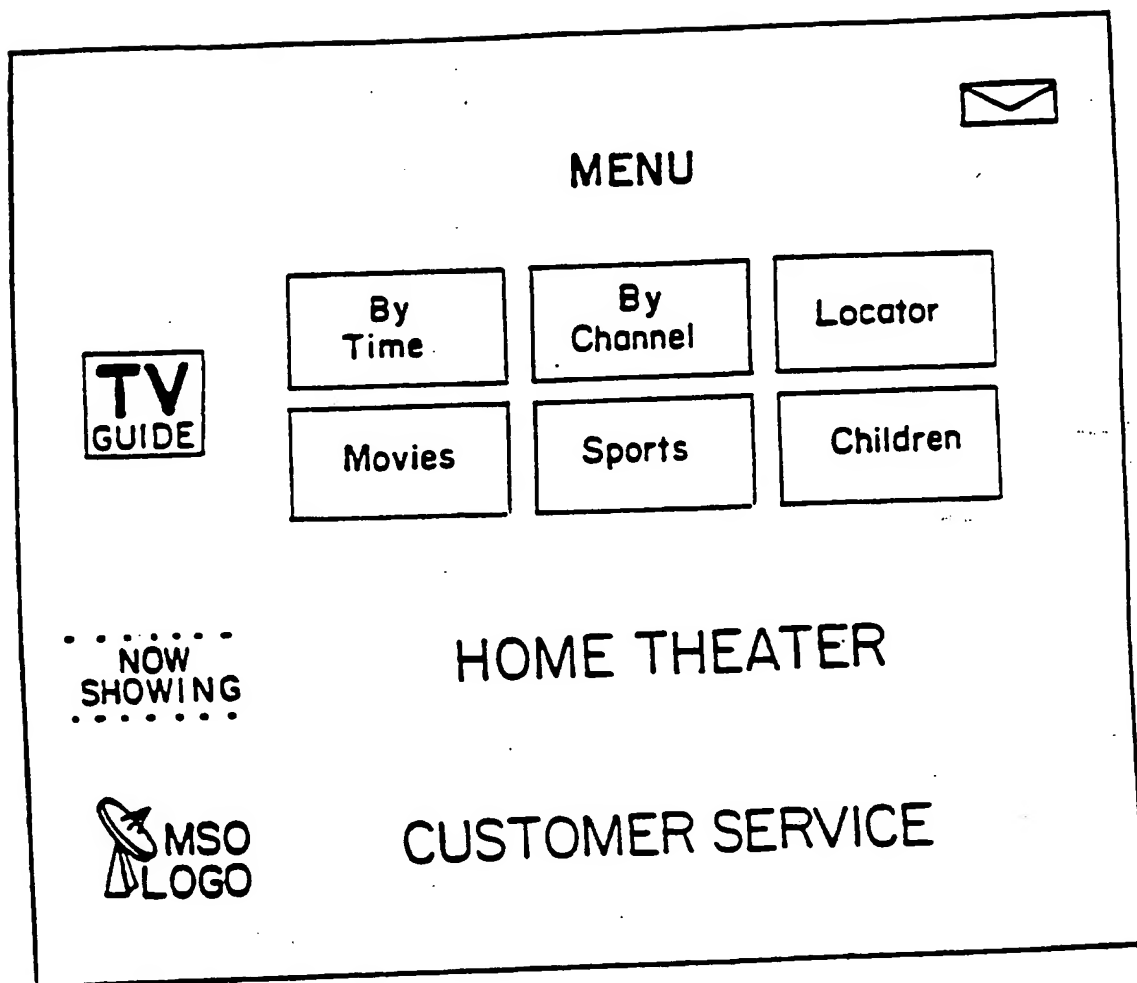 MENU
By
Time
By
Channel
Locator
TV
GUIDE
Movies
Sports
Children
NOW
SHOWING
HOME THEATER
MSO
LOGO
CUSTOMER SERVICE